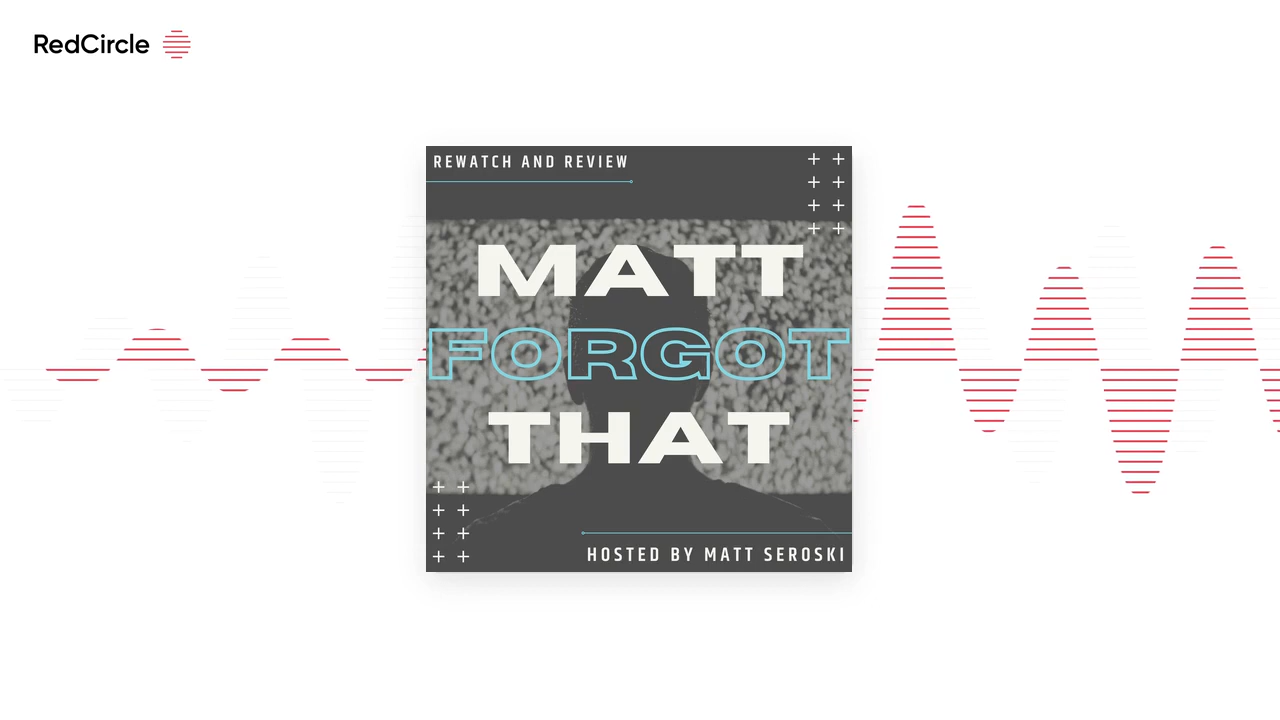 RedCircle
REWATCH AND REVIEW
MATT
FORGOT
THAT
HOSTED BY MATT SEROSKI